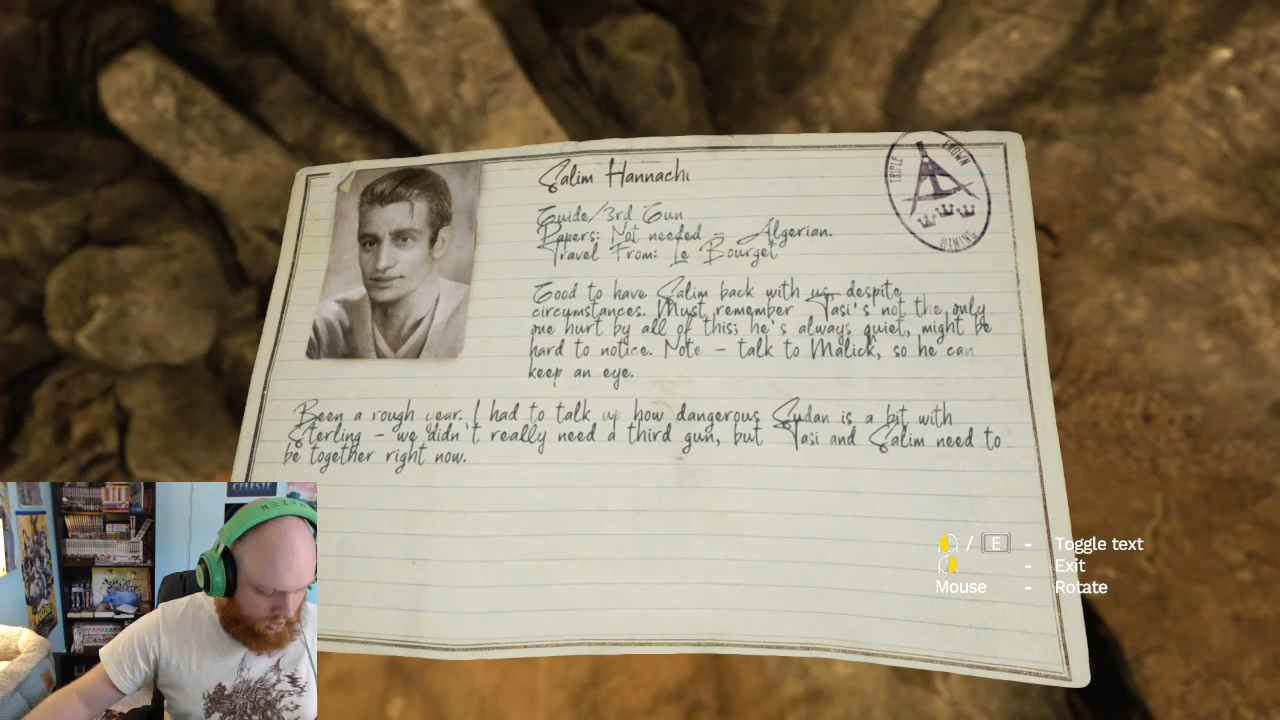 Salim Hannachi
TRIPLE CROWN MINING
Guide/3rd Gun
Papers: Not needed - Algerian.
Travel From: Le Bourget
Good to have Salim back with us, despite
circumstances. Must remember Tasi's not the only
one hurt by all of this; he's always quiet, might be
hard to notice. Note - talk to Malick, so he can
keep an eye.
Been a rough year. I had to talk up how dangerous Sudan is a bit with
Sterling - we didn't really need a third gun, but Tasi and Salim need to
be together right now.
/ E - Toggle text
- Exit
Mouse - Rotate
CELESTE